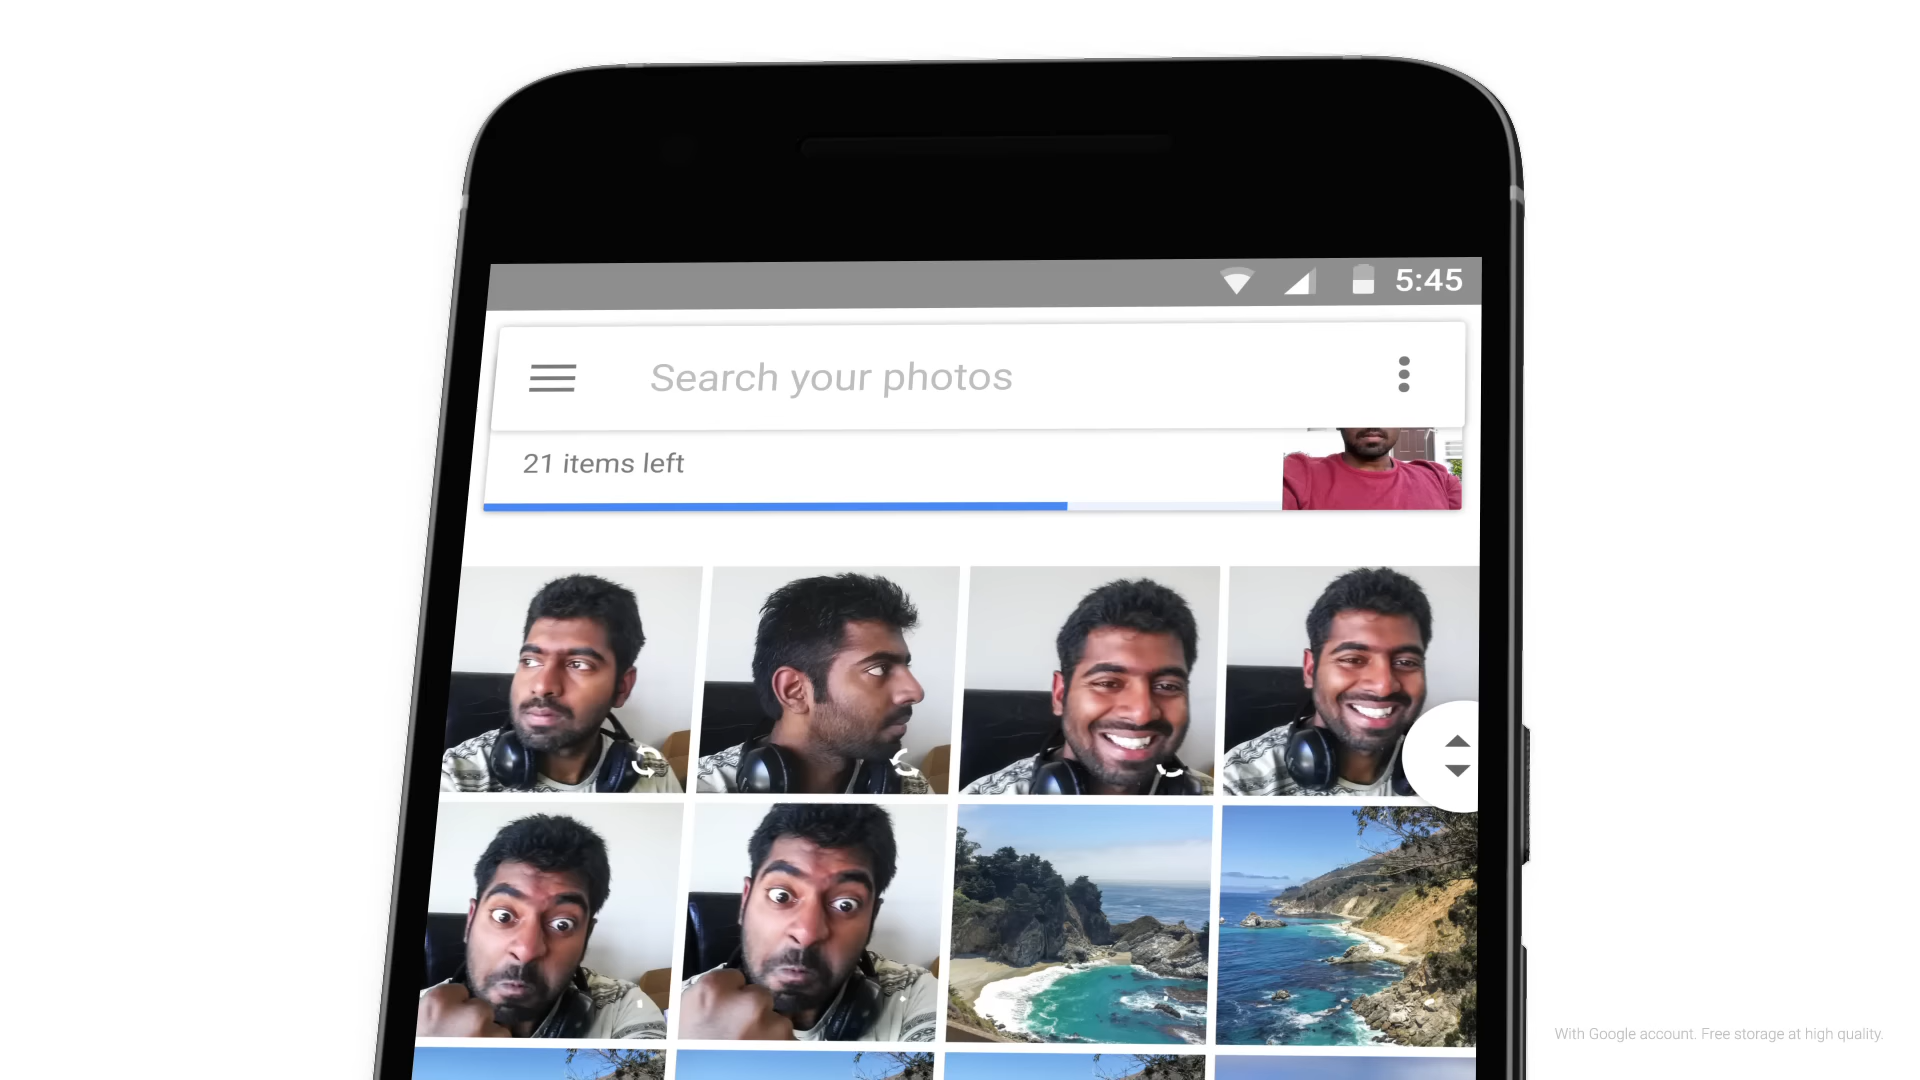 5:45
Search your photos
21 items left
With Google account. Free storage at high quality.